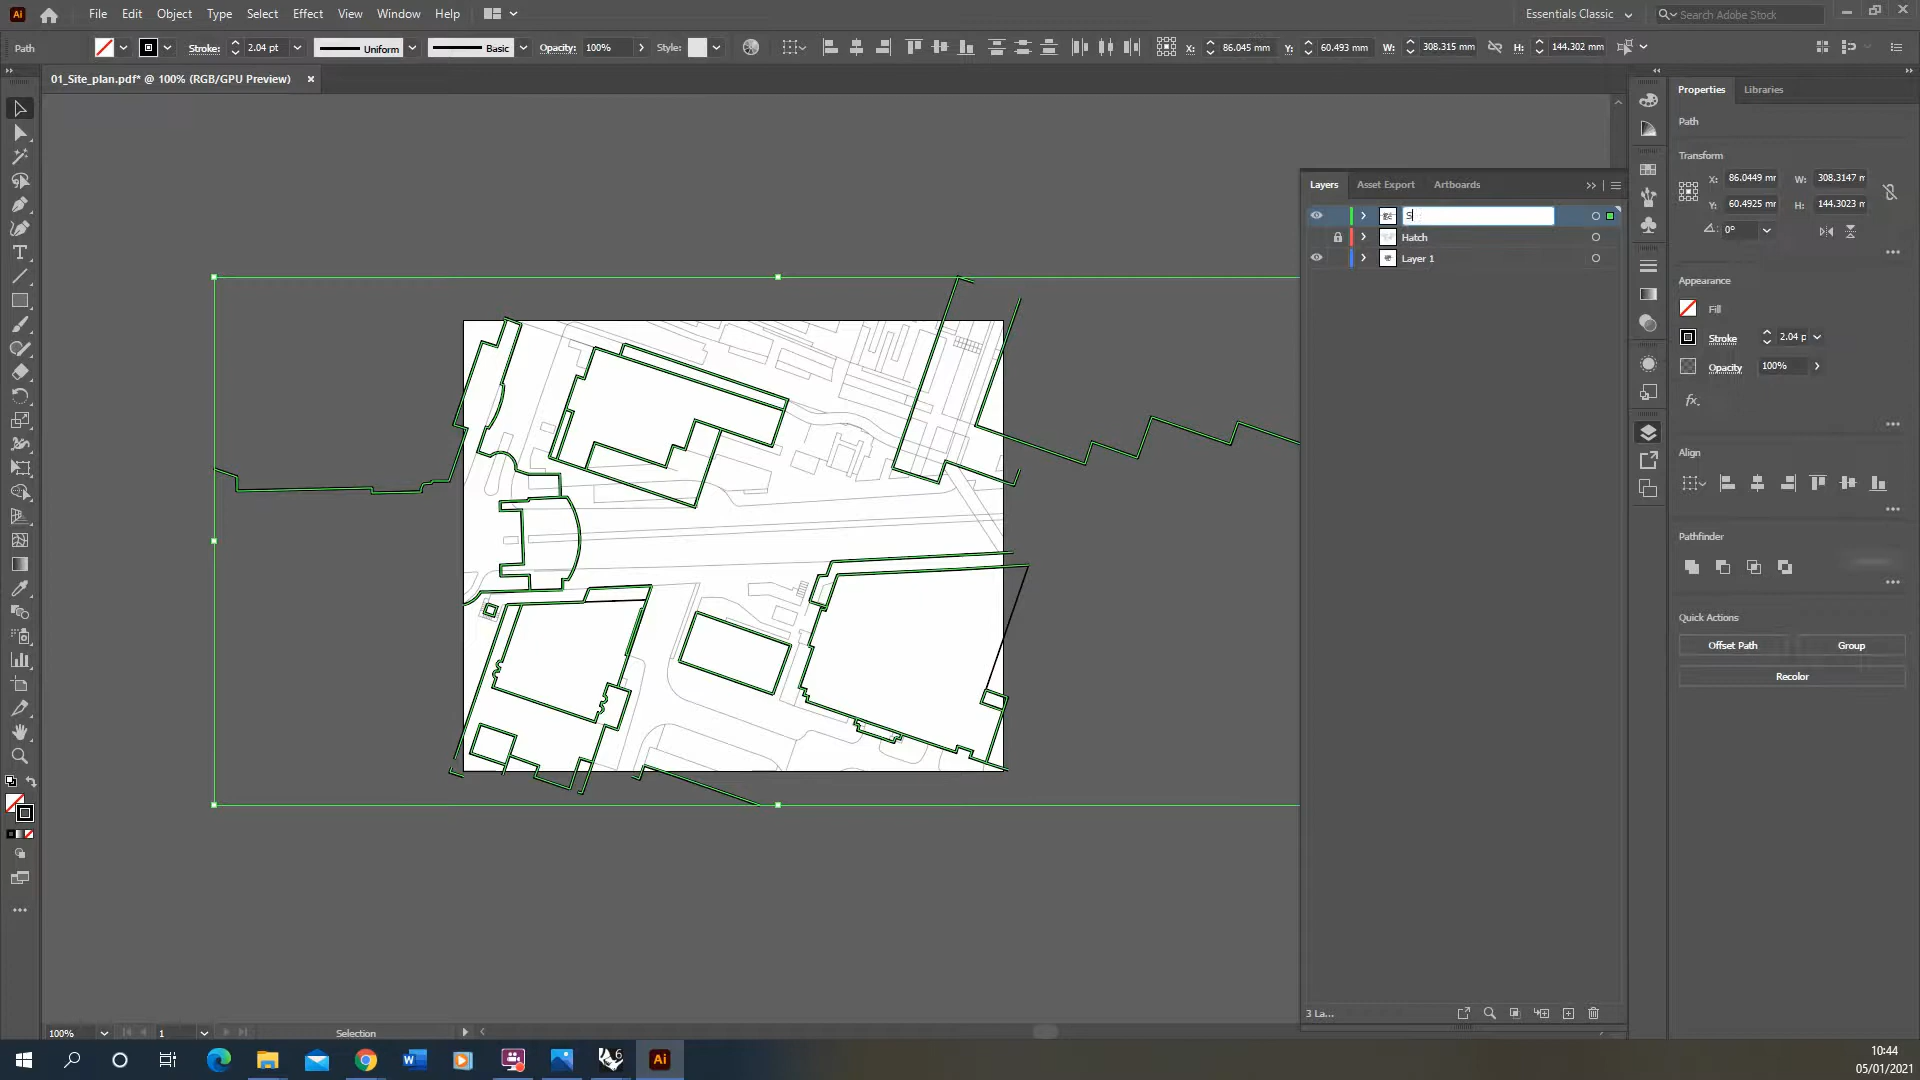 Ai File Edit Object Type Select Effect View Window Help Essentials Classic Search Adobe Stock
Path Stroke: 2.04 pt Uniform Basic Opacity: 100% Style: X: 86.045 mm Y: 60.493 mm W: 308.315 mm H: 144.302 mm
01_Site_plan.pdf* @ 100% (RGB/GPU Preview)
Properties Libraries
Path
Transform
X: 86.0449 mr W: 308.3147 r
Y: 60.4925 mr H: 144.3023 r
0°
Appearance
Fill
Stroke 2.04 p
Opacity 100%
fx.
Align
Pathfinder
Quick Actions
Offset Path Group
Recolor
Layers Asset Export Artboards
S
Hatch
Layer 1
3 La...
100% 1 Selection
Ai
10:44
05/01/2021